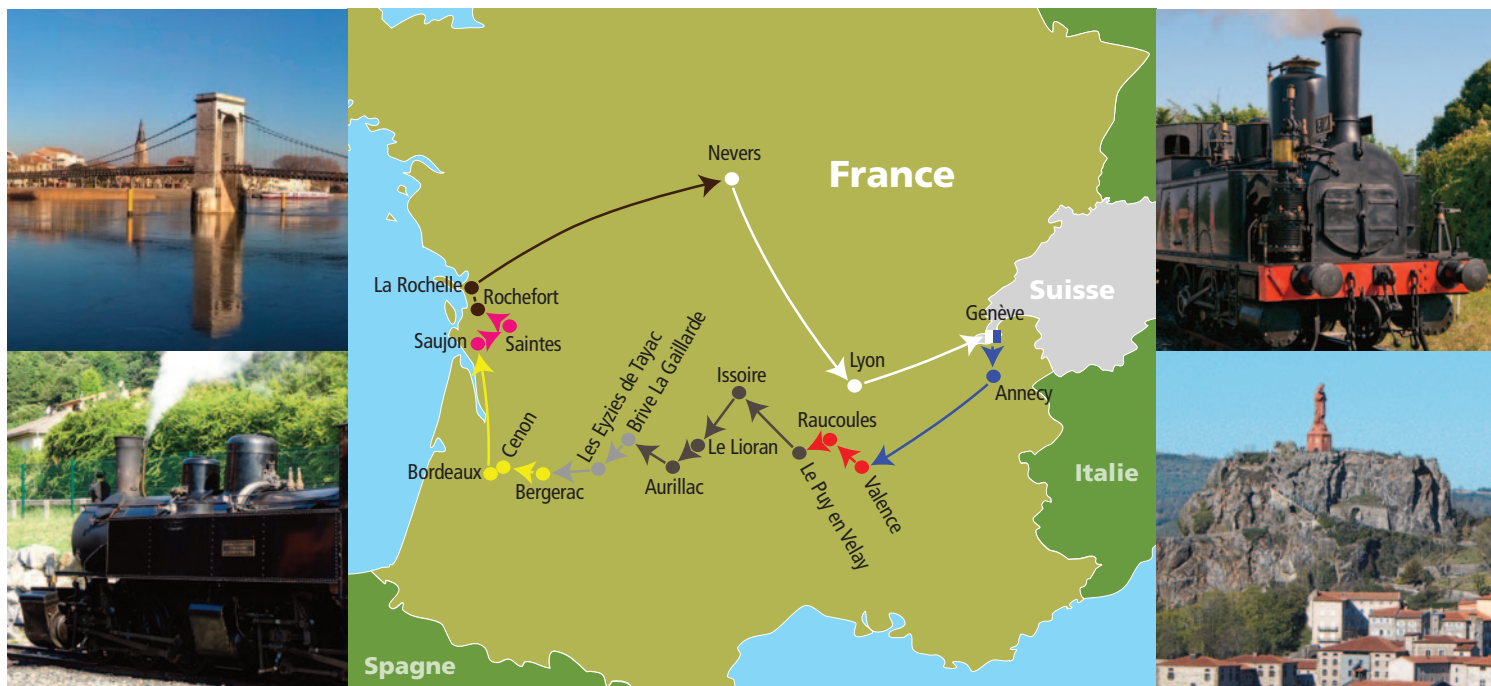 Nevers
France
La Rochelle
Rochefort
Saujon
Saintes
Suisse
Genève
Lyon
Annecy
Les Eyzies de Tayac
Brive La Gaillarde
Issoire
Raucoules
Le Lioran
Cenon
Bordeaux
Bergerac
Aurillac
Le Puy en Velay
Valence
Italie
Spagne